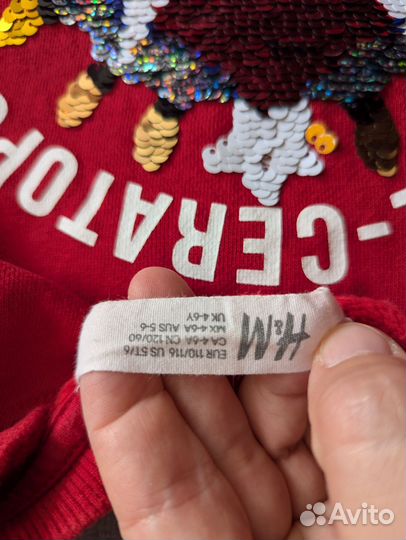 -CERATOPS
H&M
EUR 110/116 US 5T/6
CA 4-6A CN 120/60
MX 4-6A AUS 5-6
UK 4-6Y
Avito